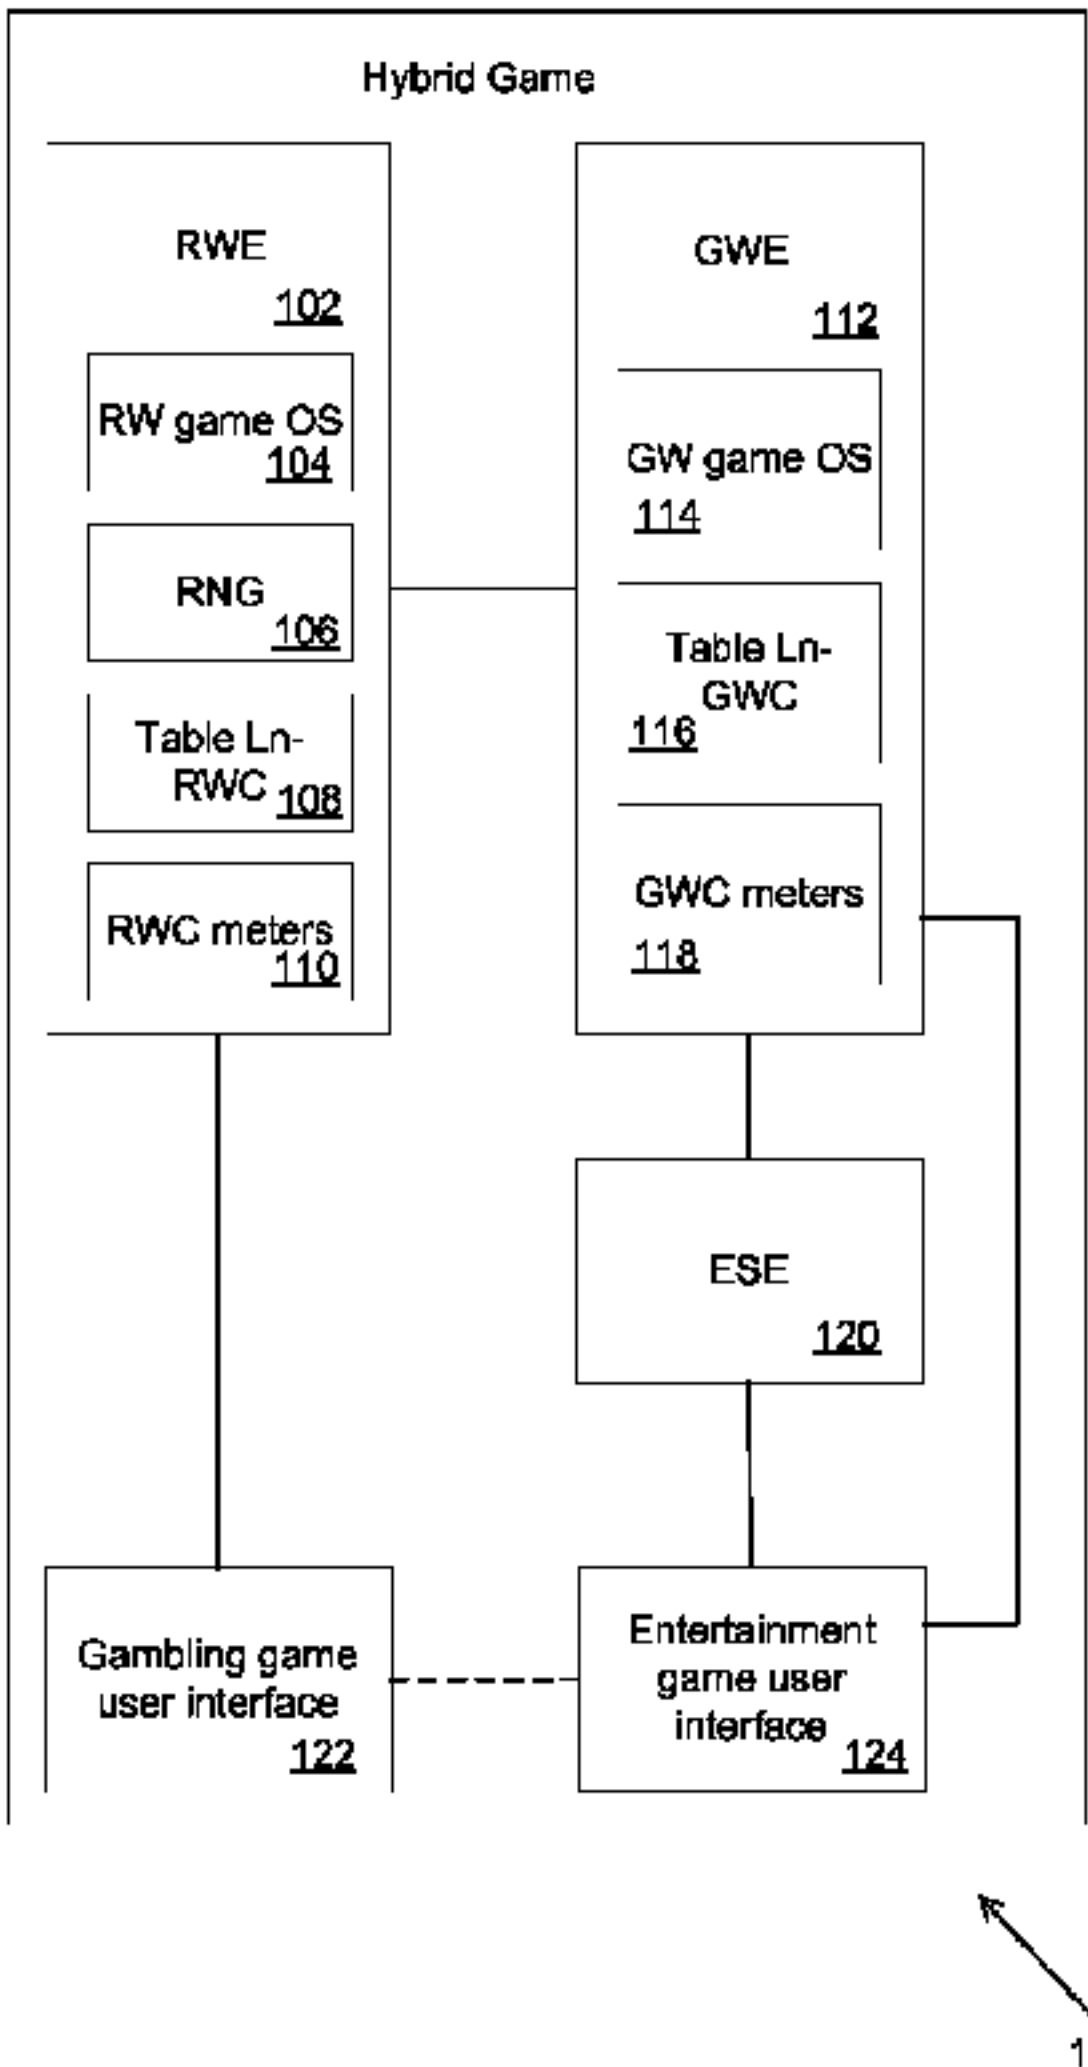 Hybrid Game
RWE
102
RW game OS
104
RNG
106
Table Ln-
RWC 108
RWC meters
110
GWE
112
GW game OS
114
Table Ln-
GWC
116
GWC meters
118
ESE
120
Gambling game
user interface
122
Entertainment
game user
interface
124